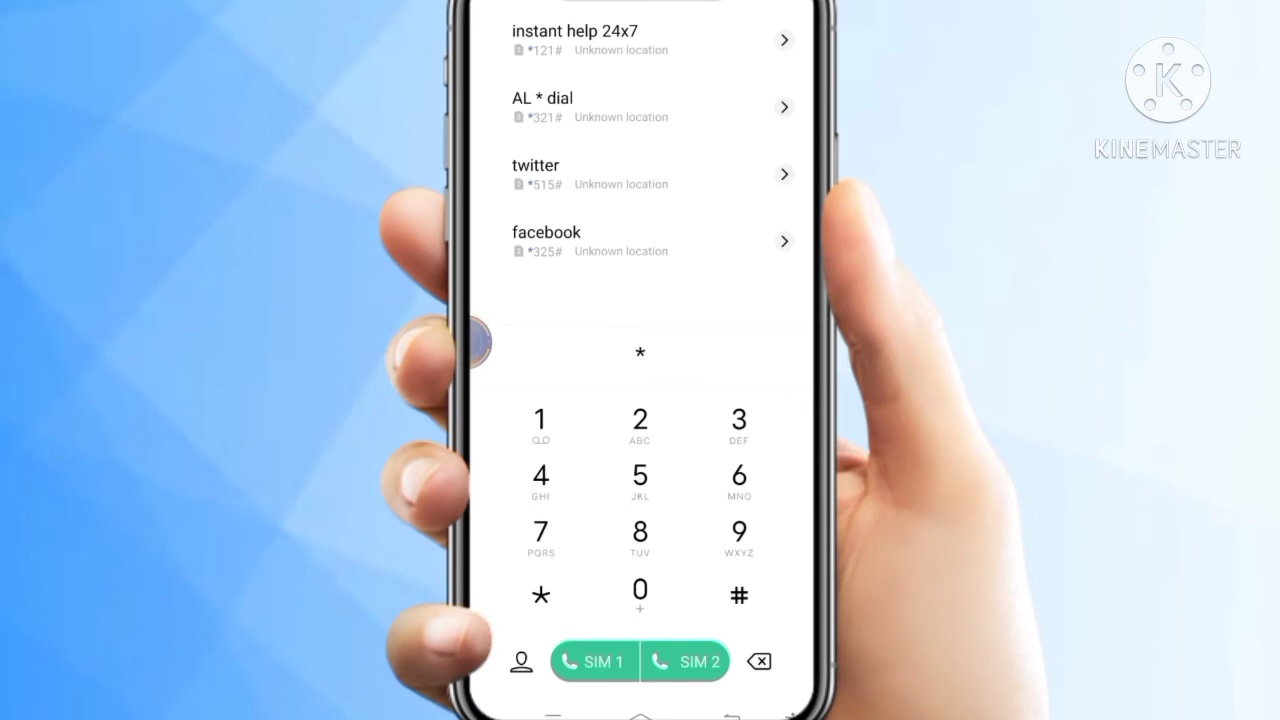 instant help 24x7
*121# Unknown location
AL * dial
*321# Unknown location
twitter
*515# Unknown location
facebook
*325# Unknown location
*
1 2 3
ABC DEF
4 5 6
GHI JKL MNO
7 8 9
PQRS TUV WXYZ
* 0 #
+
SIM 1 SIM 2
K
KINEMASTER